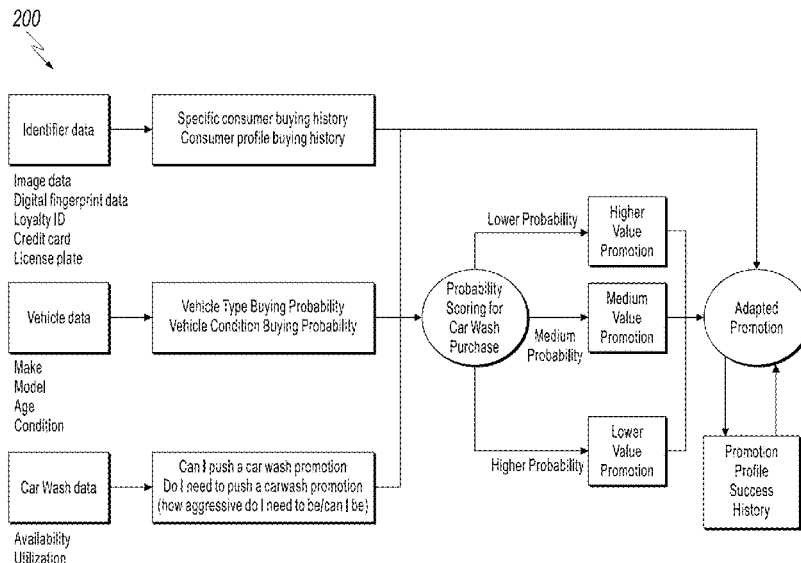 200
Identifier data
Specific consumer buying history
Consumer profile buying history
Image data
Digital fingerprint data
Loyalty ID
Credit card
License plate
Vehicle data
Vehicle Type Buying Probability
Vehicle Condition Buying Probability
Make
Model
Age
Condition
Car Wash data
Can I push a car wash promotion
Do I need to push a carwash promotion
(how aggressive do I need to be/can I be)
Availability
Utilization
Probability
Scoring for
Car Wash
Purchase
Lower Probability
Higher
Value
Promotion
Medium
Probability
Medium
Value
Promotion
Higher Probability
Lower
Value
Promotion
Adapted
Promotion
Promotion
Profile
Success
History